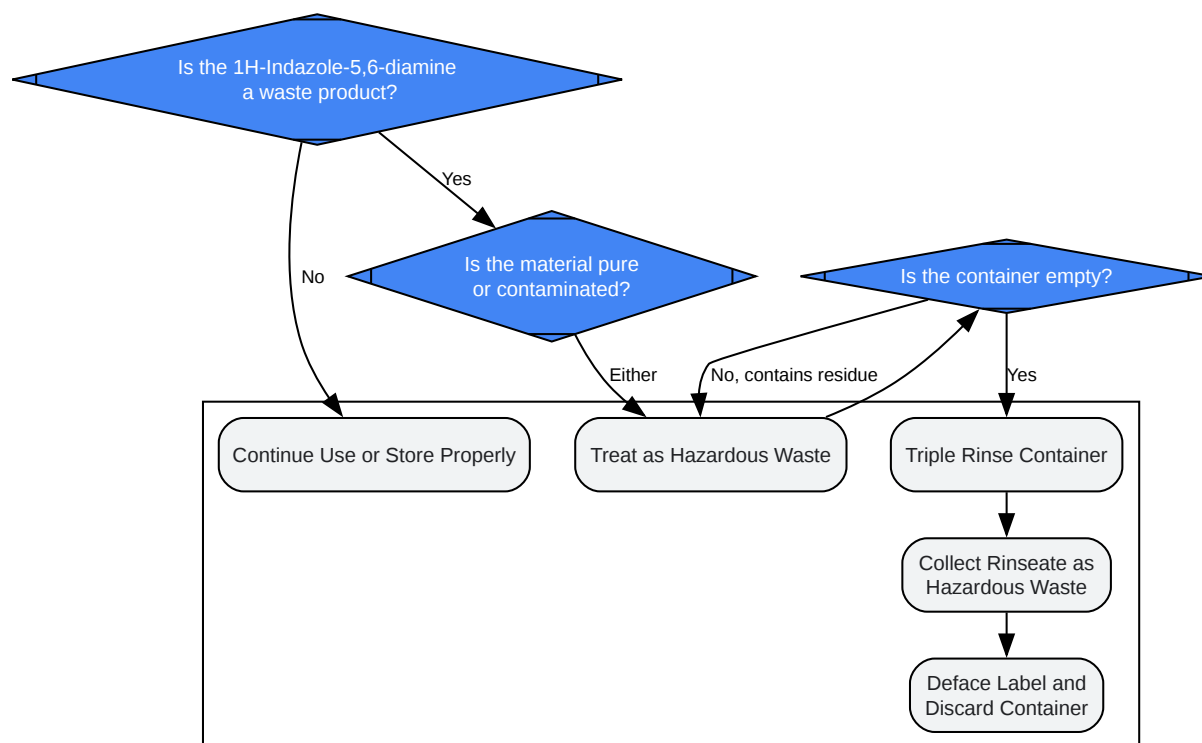 Is the 1H-Indazole-5,6-diamine
a waste product?
Yes
Is the material pure
or contaminated?
Is the container empty?
No
Either
No, contains residue
Yes
Continue Use or Store Properly
Treat as Hazardous Waste
Triple Rinse Container
Collect Rinseate as
Hazardous Waste
Deface Label and
Discard Container